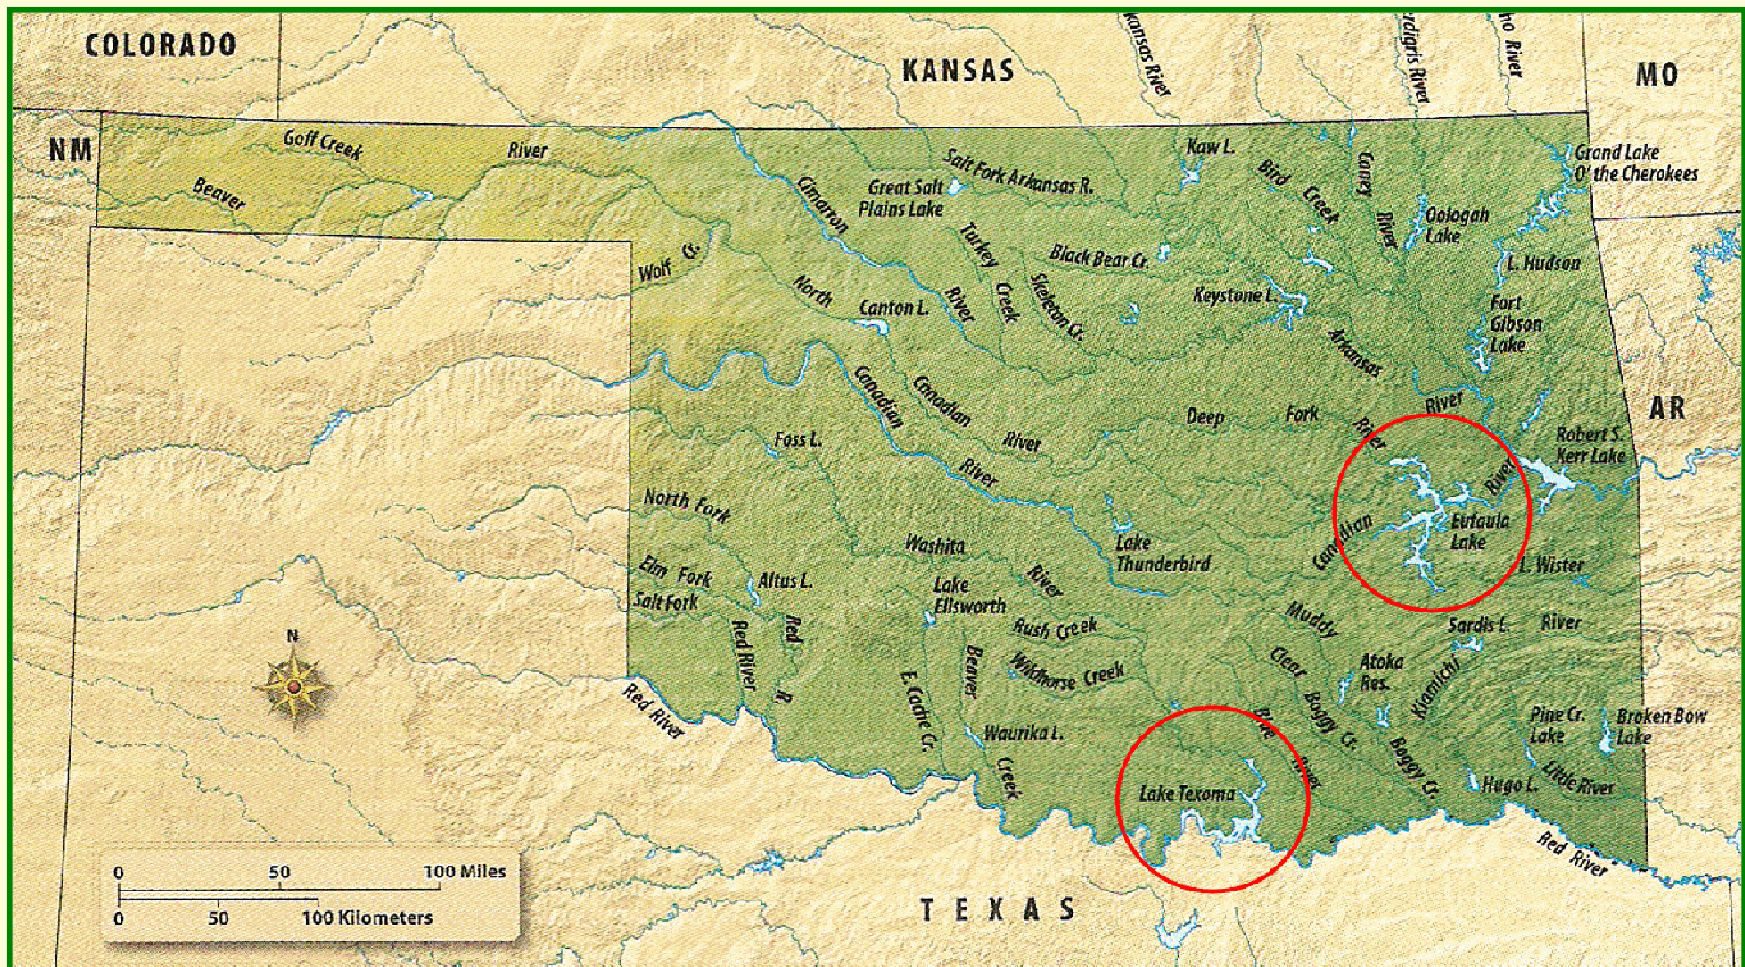 COLORADO
KANSAS
MO
NM
kansas River
erdigris River
ho River
Goff Creek
River
Beaver
Salt Fork Arkansas R.
Kaw L.
Bird
Creek
Caney
River
Grand Lake
O' the Cherokees
Great Salt
Plains Lake
Cimarron
River
Oologah
Lake
Turkey
Creek
Black Bear Cr.
Skeleton Cr.
L. Hudson
Wolf Cr.
North
Canadian
River
Canton L.
Keystone L.
Fort
Gibson
Lake
Arkansas
River
Canadian
River
Deep
Fork
River
AR
Foss L.
Robert S.
Kerr Lake
North Fork
Canadian
River
Eufaula
Lake
Washita
River
Lake
Thunderbird
L. Wister
Elm Fork
Salt Fork
Altus L.
Lake
Ellsworth
Red River
Red
R.
Rush Creek
Muddy
Sardis L.
River
N
Wildhorse Creek
Clear
Boggy Cr.
Atoka
Res.
Kiamichi
E. Cache Cr.
Beaver
Creek
Red River
Waurika L.
Blue
River
Boggy Cr.
Pine Cr.
Lake
Broken Bow
Lake
Lake Texoma
Hugo L.
Little River
Red River
0 50 100 Miles
0 50 100 Kilometers
TEXAS